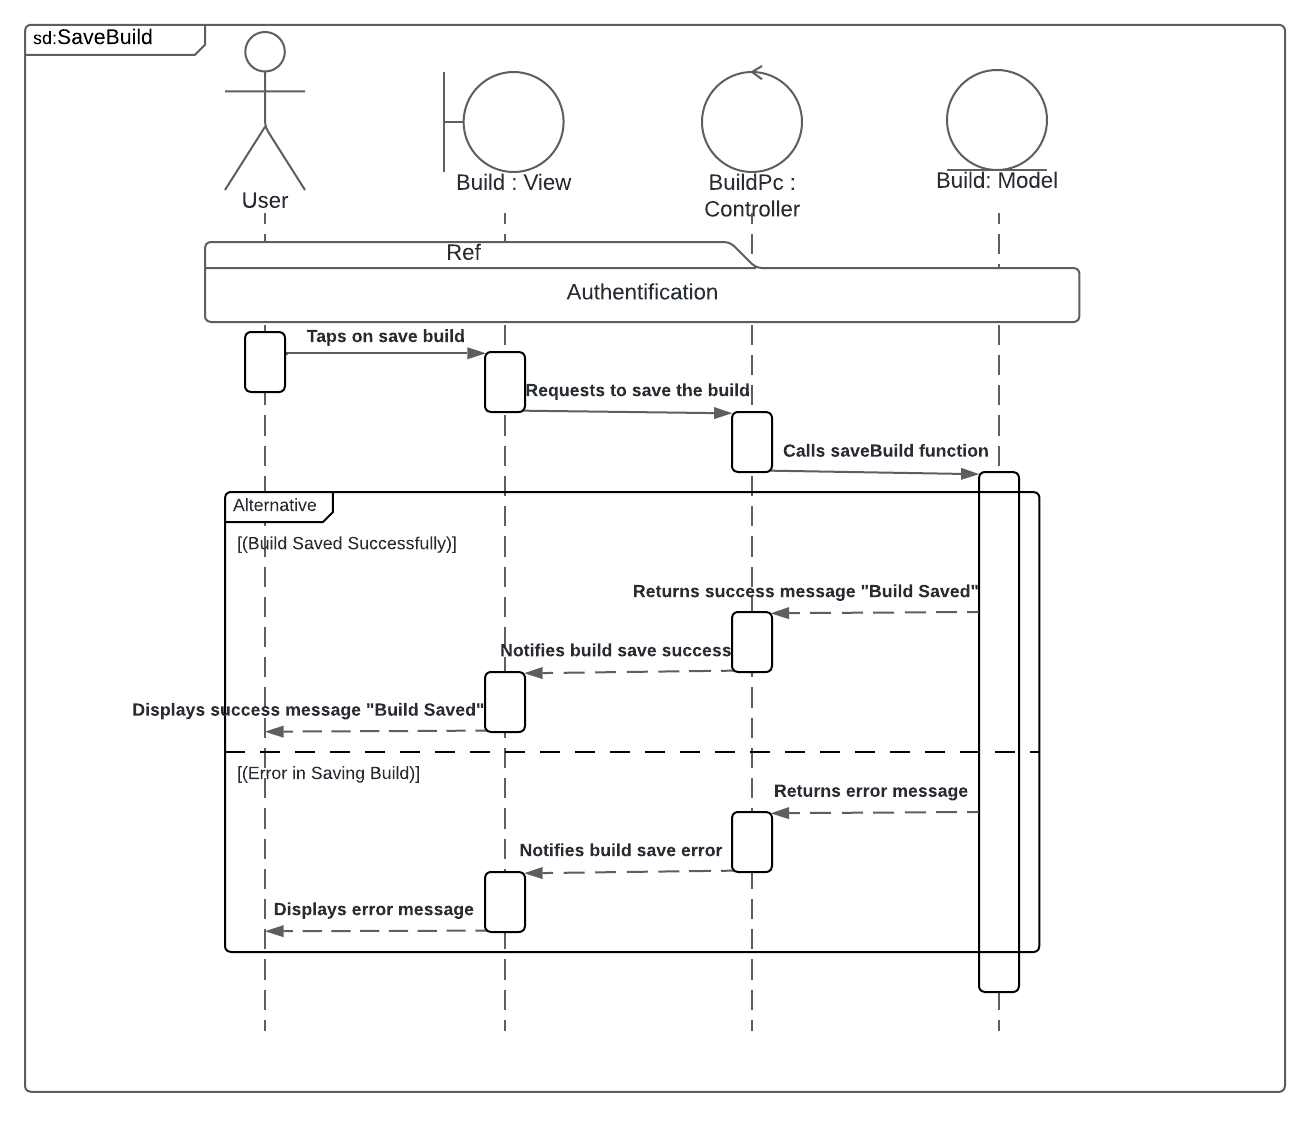 sd:SaveBuild
User
Build : View
BuildPc :
Controller
Build: Model
Ref
Authentification
Taps on save build
Requests to save the build
Calls saveBuild function
Alternative
[(Build Saved Successfully)]
Returns success message "Build Saved"
Notifies build save success
Displays success message "Build Saved"
[(Error in Saving Build)]
Returns error message
Notifies build save error
Displays error message